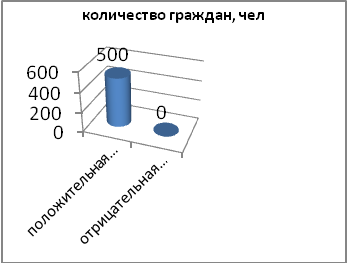 количество граждан, чел
500
600
400
0
200
0
положительная...
отрицательная...